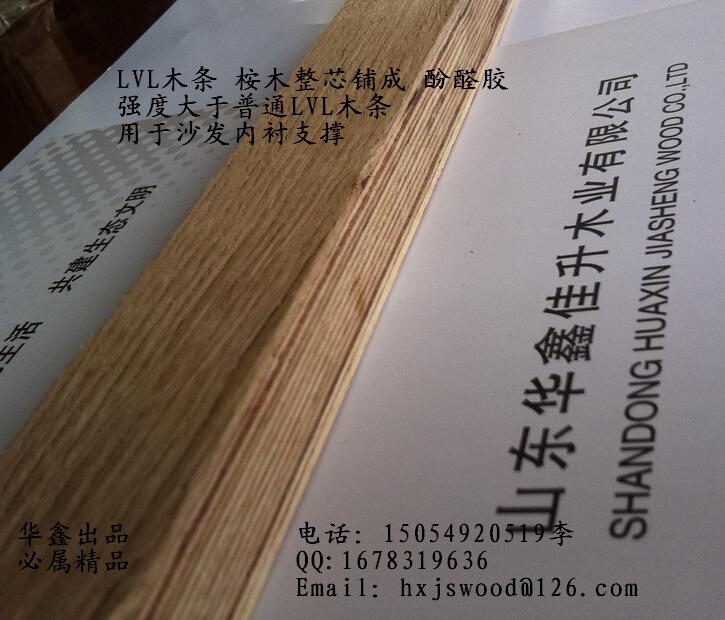 LVL木条 桉木整芯铺成 酚醛胶
强度大于普通LVL木条
用于沙发内衬支撑
共建生态文明
生活
山东华鑫佳升木业有限公司
SHANDONG HUAXIN JIASHENG WOOD CO.,LTD
华鑫出品
必属精品
电话: 15054920519李
QQ:1678319636
Email: hxjswood@126.com